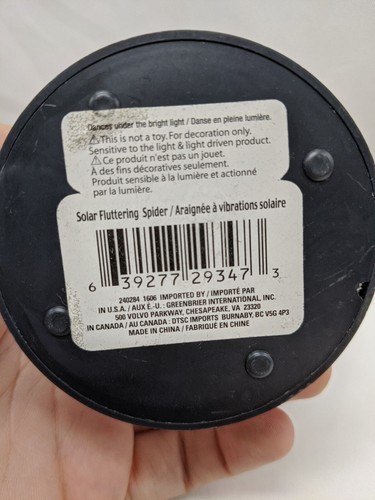 Dances under the bright light / Danse en pleine lumière.
⚠This is not a toy. For decoration only.
Sensitive to the light & light driven product.
⚠Ce produit n'est pas un jouet.
À des fins décoratives seulement.
Produit sensible à la lumière et actionné
par la lumière.
Solar Fluttering Spider / Araignée à vibrations solaire
6 39277 29347 3
240284 1606 IMPORTED BY / IMPORTÉ PAR
IN U.S.A. / AUX É.-U. : GREENBRIER INTERNATIONAL, INC.
500 VOLVO PARKWAY, CHESAPEAKE, VA 23320
IN CANADA / AU CANADA : DTSC IMPORTS BURNABY, BC V5G 4P3
MADE IN CHINA / FABRIQUÉ EN CHINE